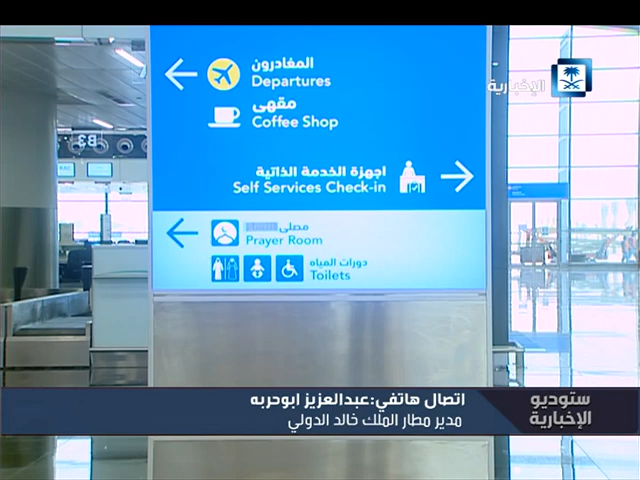 المغادرون
Departures
مقهى
Coffee Shop
اجهزة الخدمة الذاتية
Self Services Check-in
مصلى
Prayer Room
دورات المياه
Toilets
الإخبارية
B3
اتصال هاتفي:عبدالعزيز ابوحربه
مدير مطار الملك خالد الدولي
ستوديو
الإخبارية